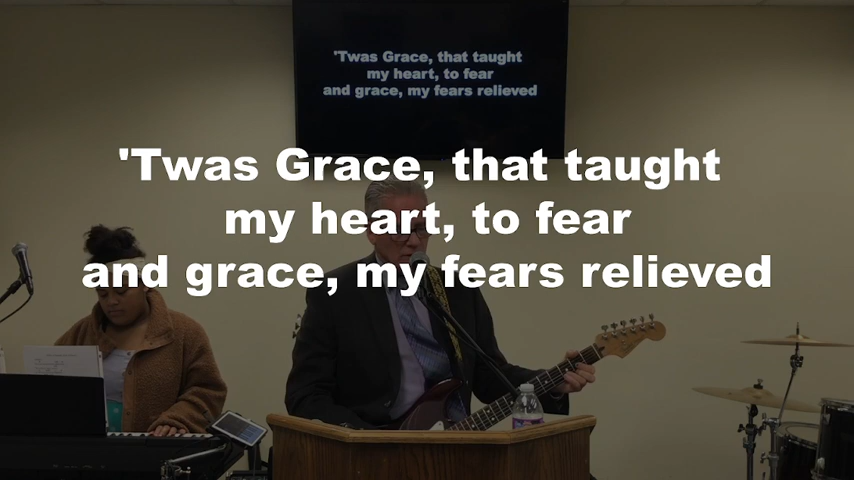 'Twas Grace, that taught
my heart, to fear
and grace, my fears relieved
'Twas Grace, that taught
my heart, to fear
and grace, my fears relieved